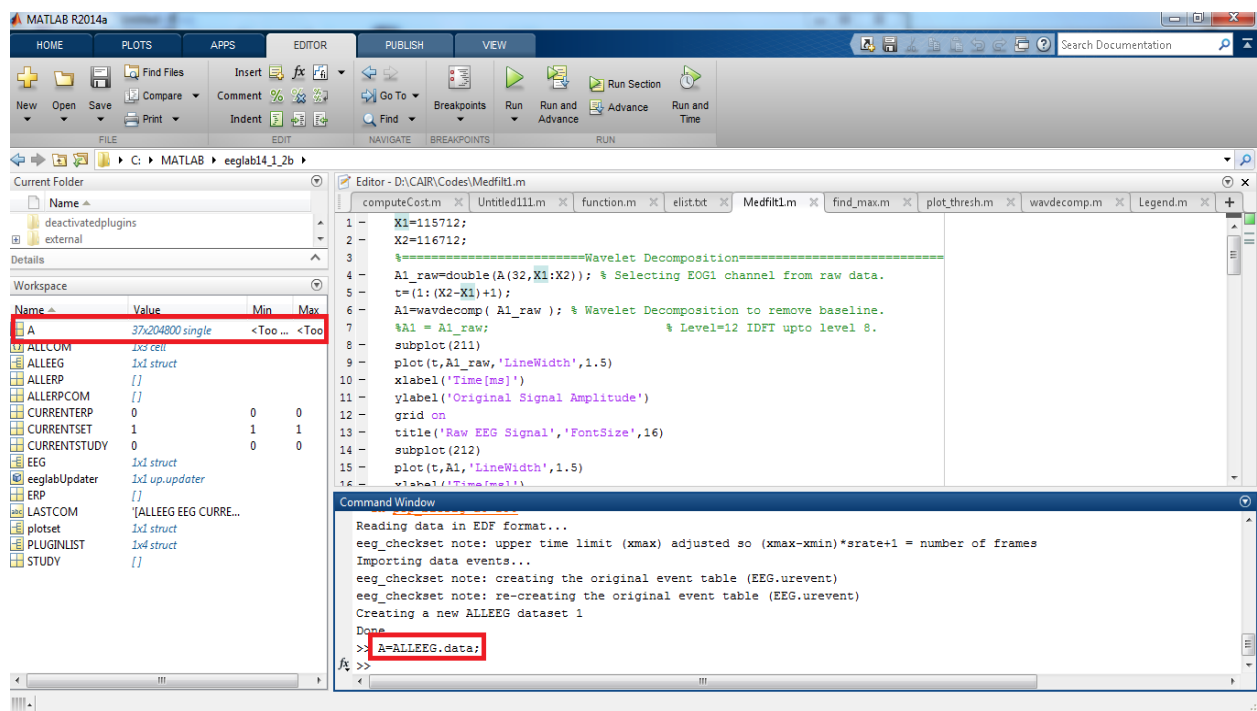 MATLAB R2014a
HOME PLOTS APPS EDITOR PUBLISH VIEW Search Documentation
Find Files Insert fx Run Section
Compare Comment Go To Advance
New Open Save Print Indent Find Breakpoints Run Run and Advance Run and Time
FILE EDIT NAVIGATE BREAKPOINTS RUN
C: MATLAB eeglab14_1_2b
Current Folder
Name
deactivatedplugins
external
Details
Workspace
Name Value Min Max
A 37x204800 single <Too ... <Too
ALLCOM 1x3 cell
ALLEEG 1x1 struct
ALLERP []
ALLERPCOM []
CURRENTERP 0 0 0
CURRENTSET 1 1 1
CURRENTSTUDY 0 0 0
EEG 1x1 struct
eeglabUpdater 1x1 up.updater
ERP []
LASTCOM '[ALLEEG EEG CURRE...
plotset 1x1 struct
PLUGINLIST 1x4 struct
STUDY []
Editor - D:\CAIR\Codes\Medfilt1.m
computeCost.m Untitled111.m function.m elist.txt Medfilt1.m find_max.m plot_thresh.m wavdecomp.m Legend.m
1 - X1=115712;
2 - X2=116712;
3 %=========================Wavelet Decomposition============================
4 - A1_raw=double(A(32,X1:X2)); % Selecting EOG1 channel from raw data.
5 - t=(1:(X2-X1)+1);
6 - A1=wavdecomp( A1_raw ); % Wavelet Decomposition to remove baseline.
7 %A1 = A1_raw; % Level=12 IDFT upto level 8.
8 - subplot(211)
9 - plot(t,A1_raw,'LineWidth',1.5)
10 - xlabel('Time[ms]')
11 - ylabel('Original Signal Amplitude')
12 - grid on
13 - title('Raw EEG Signal','FontSize',16)
14 - subplot(212)
15 - plot(t,A1,'LineWidth',1.5)
16 - xlabel('Time[ms]')
Command Window
Reading data in EDF format...
eeg_checkset note: upper time limit (xmax) adjusted so (xmax-xmin)*srate+1 = number of frames
Importing data events...
eeg_checkset note: creating the original event table (EEG.urevent)
eeg_checkset note: re-creating the original event table (EEG.urevent)
Creating a new ALLEEG dataset 1
Done
>> A=ALLEEG.data;
fx >>